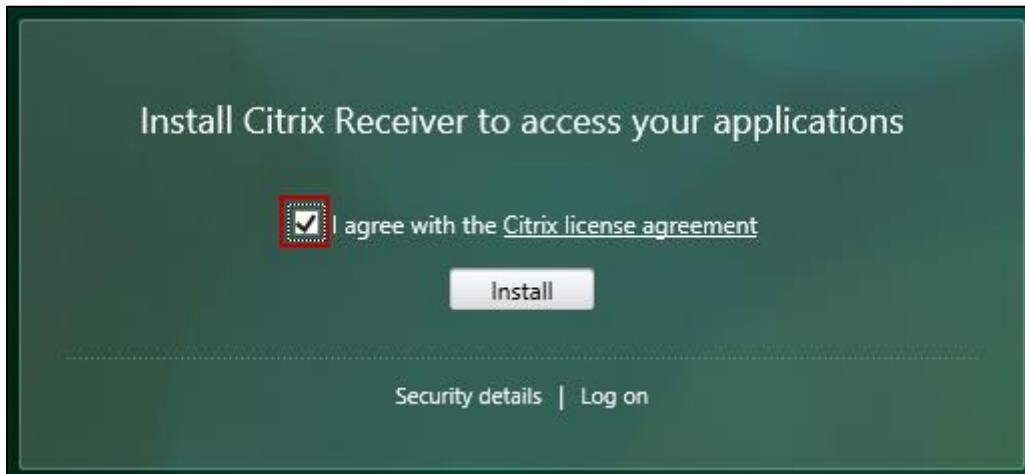 Install Citrix Receiver to access your applications
I agree with the Citrix license agreement
Install
Security details | Log on